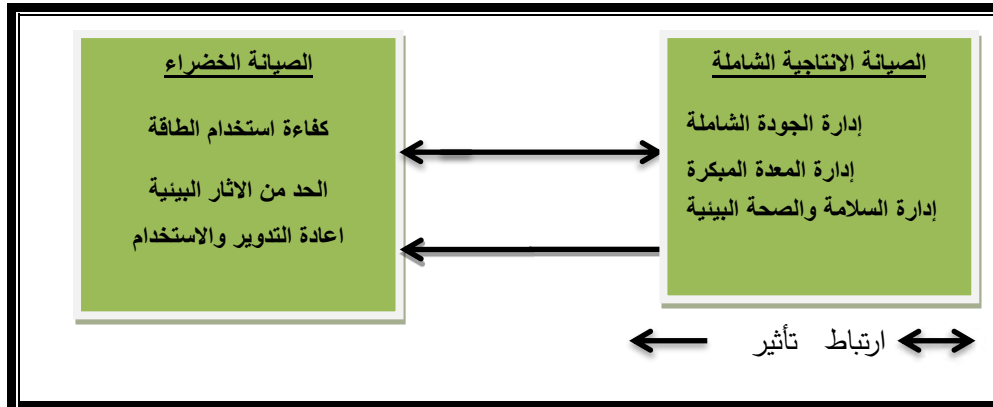 الصيانة الانتاجية الشاملة
إدارة الجودة الشاملة
إدارة المعدة المبكرة
إدارة السلامة والصحة البيئية
الصيانة الخضراء
كفاءة استخدام الطاقة
الحد من الاثار البيئية
اعادة التدوير والاستخدام
ارتباط تأثير